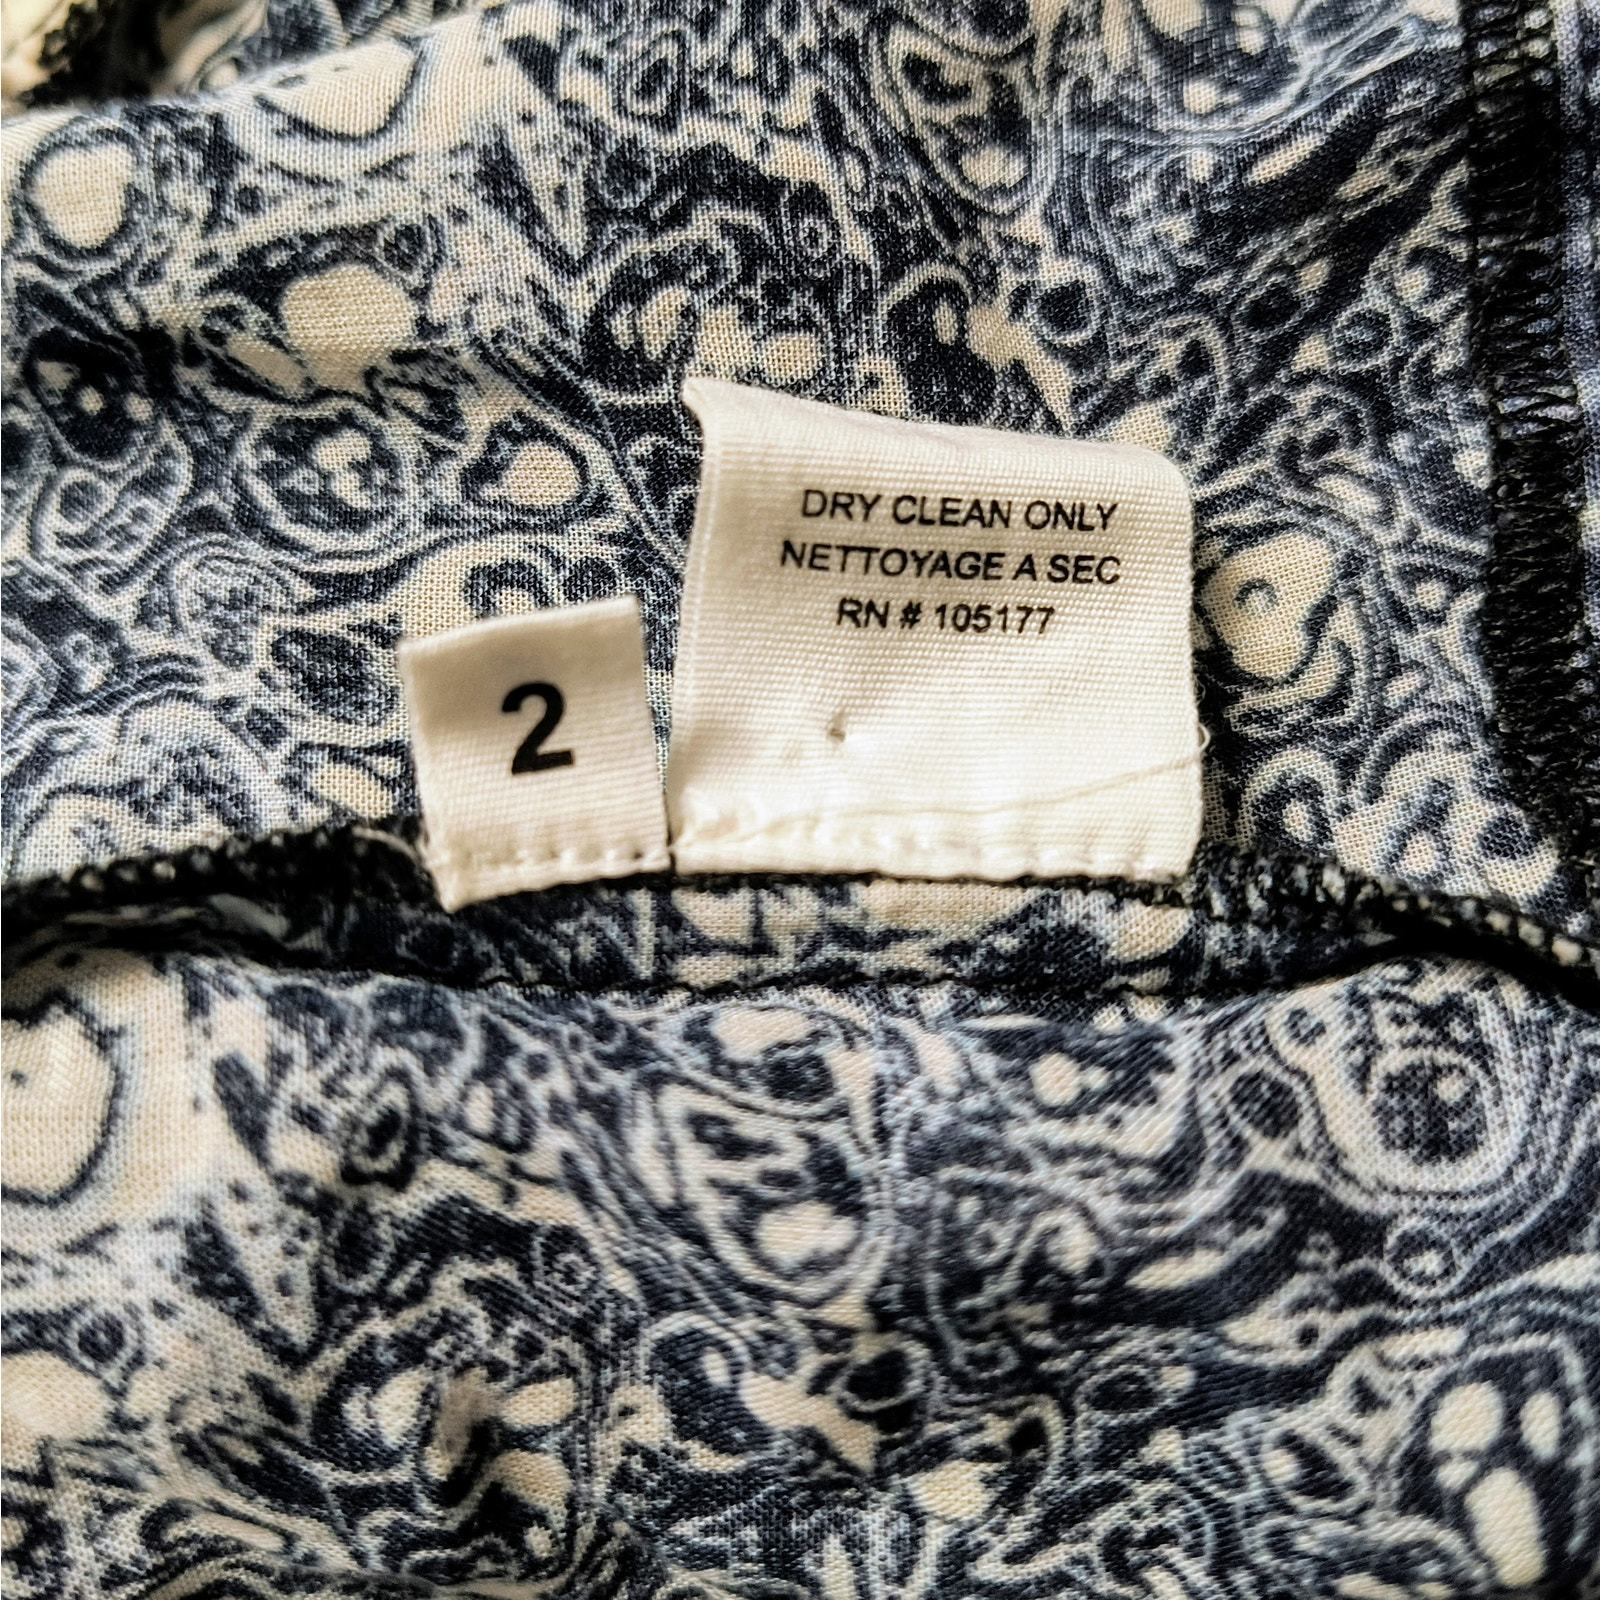 DRY CLEAN ONLY
NETTOYAGE A SEC
RN # 105177
2